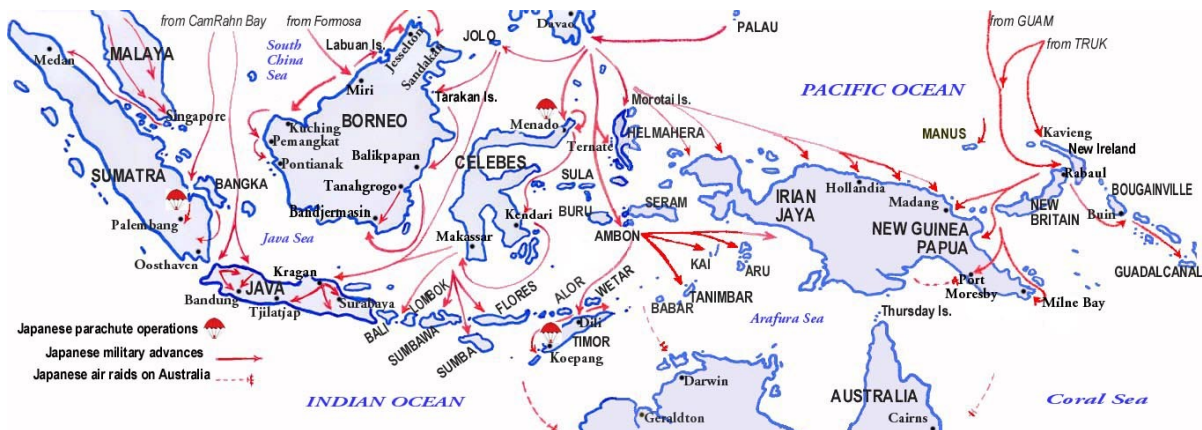 from CamRahn Bay
from Formosa
Davao
PALAU
from GUAM
from TRUK
Medan
MALAYA
South
China
Sea
Labuan Is.
Jesselton
Sandakan
JOLO
Miri
Tarakan Is.
Morotai Is.
PACIFIC OCEAN
Singapore
Kuching
Pemangkat
BORNEO
Menado
HELMAHERA
Ternate
MANUS
Kavieng
New Ireland
Rabaul
Pontianak
Balikpapan
CELEBES
SUMATRA
BANGKA
Tanahgrogo
SULA
Hollandia
Madang
BOUGAINVILLE
Palembang
Bandjermasin
Kendari
BURU
SERAM
IRIAN
JAYA
NEW
BRITAIN
Buin
Java Sea
Makassar
AMBON
NEW GUINEA
PAPUA
KAI
ARU
GUADALCANAL
Oosthaven
Kragan
JAVA
Bandung
Tjilatjap
Surabaya
BALI
LOMBOK
SUMBAWA
SUMBA
FLORES
ALOR
WETAR
Dili
TIMOR
Koepang
BABAR
TANIMBAR
Port
Moresby
Milne Bay
Arafura Sea
Thursday Is.
Japanese parachute operations
Japanese military advances
Japanese air raids on Australia
INDIAN OCEAN
Darwin
Geraldton
AUSTRALIA
Cairns
Coral Sea